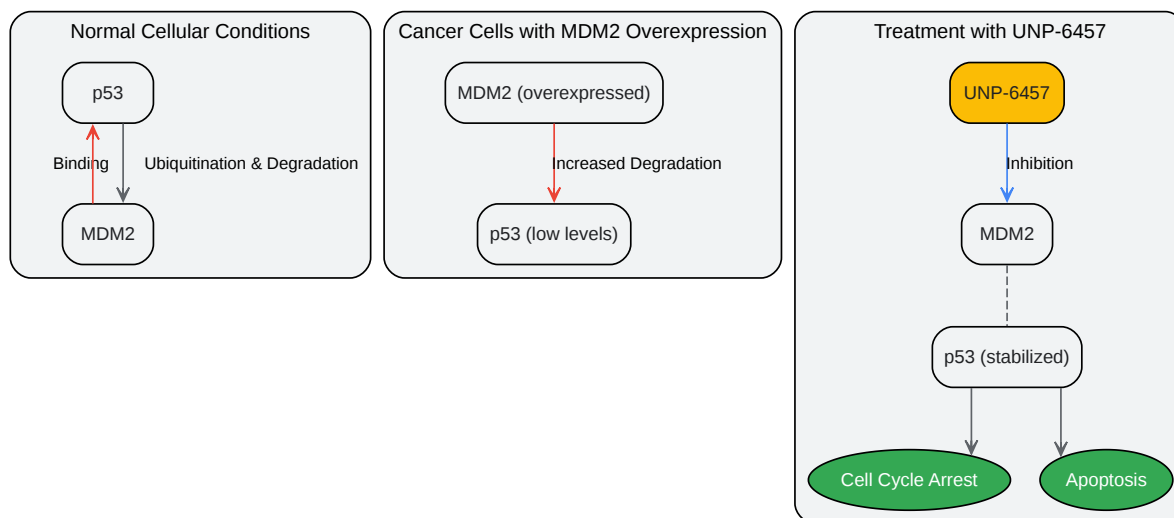 Normal Cellular Conditions
p53
Binding
Ubiquitination & Degradation
MDM2
Cancer Cells with MDM2 Overexpression
MDM2 (overexpressed)
Increased Degradation
p53 (low levels)
Treatment with UNP-6457
UNP-6457
Inhibition
MDM2
p53 (stabilized)
Cell Cycle Arrest
Apoptosis